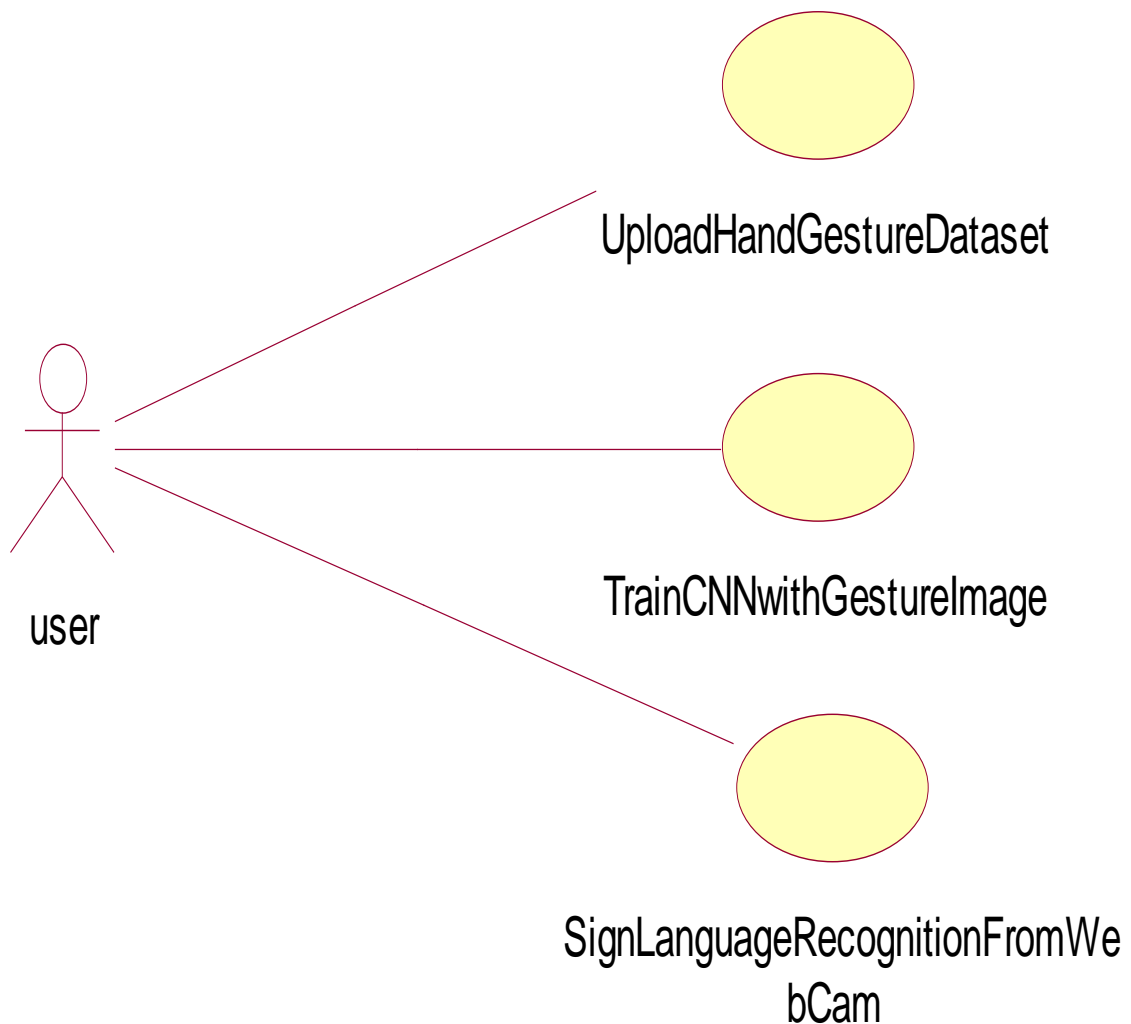 UploadHandGestureDataset
TrainCNNwithGestureImage
user
SignLanguageRecognitionFromWe
bCam